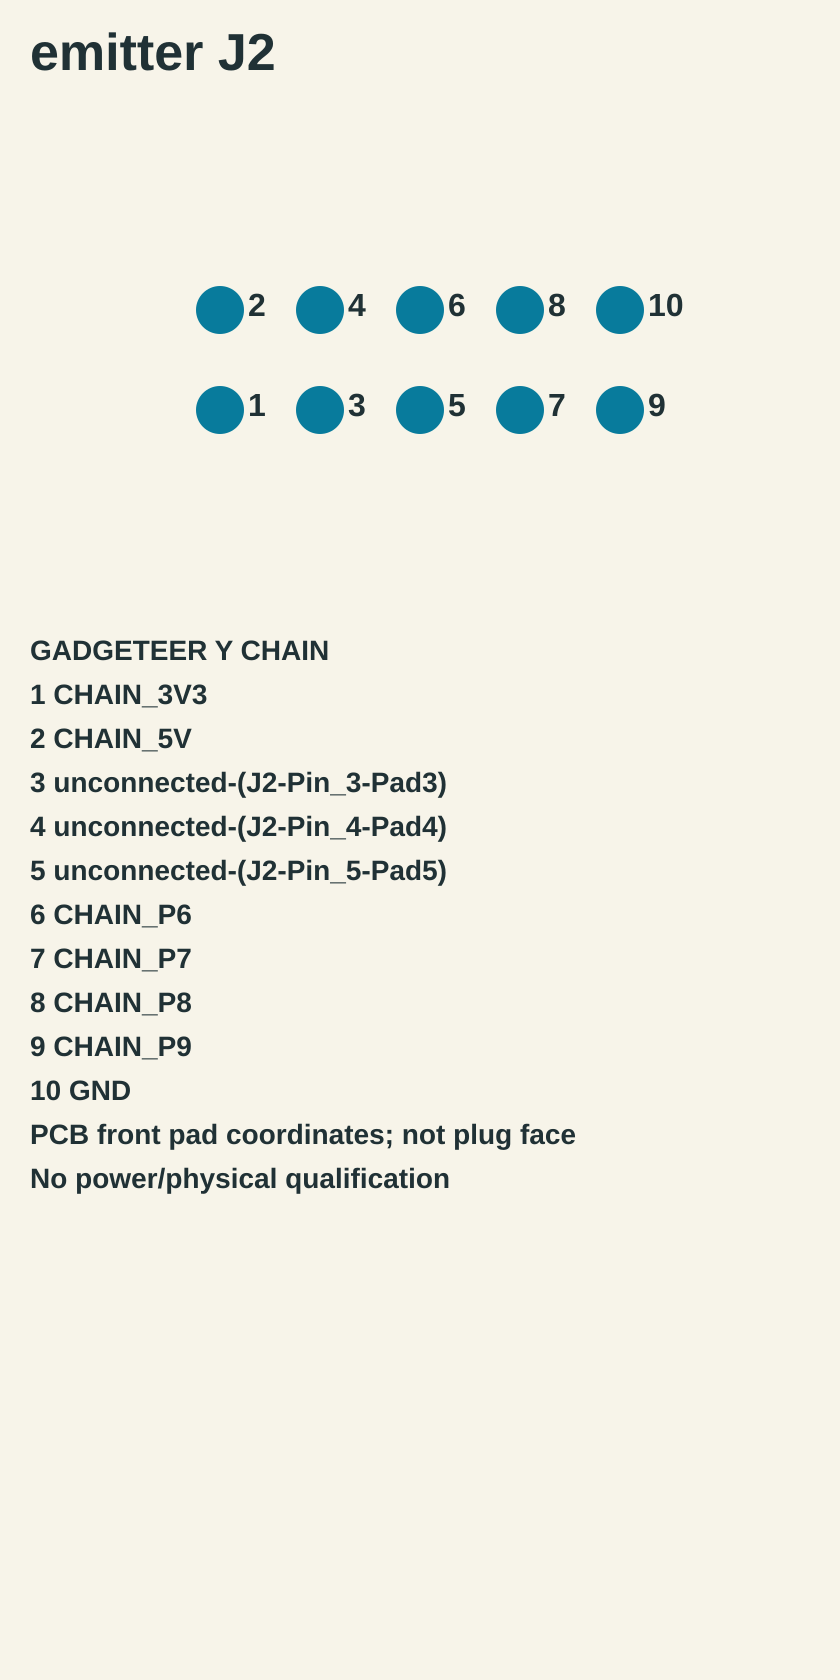 emitter J2
2 4 6 8 10
1 3 5 7 9
GADGETEER Y CHAIN
1 CHAIN_3V3
2 CHAIN_5V
3 unconnected-(J2-Pin_3-Pad3)
4 unconnected-(J2-Pin_4-Pad4)
5 unconnected-(J2-Pin_5-Pad5)
6 CHAIN_P6
7 CHAIN_P7
8 CHAIN_P8
9 CHAIN_P9
10 GND
PCB front pad coordinates; not plug face
No power/physical qualification